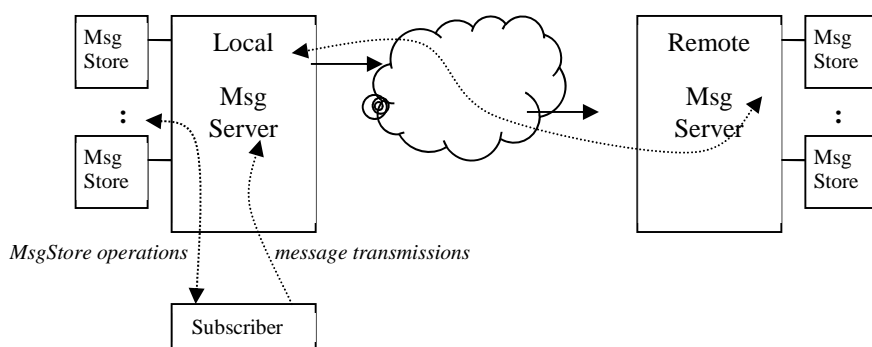 Msg
Store
:
Msg
Store
Local
Msg
Server
Remote
Msg
Server
Msg
Store
:
Msg
Store
MsgStore operations
message transmissions
Subscriber